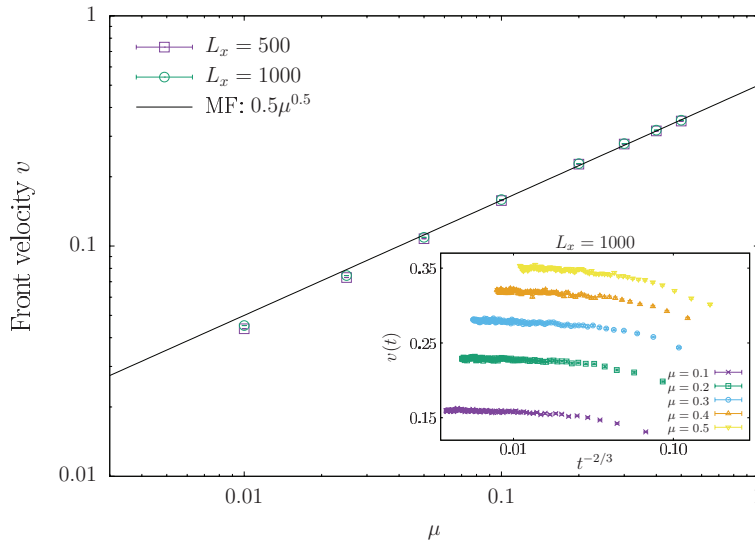 1
L_x = 500
L_x = 1000
MF: 0.5μ^0.5
Front velocity v
0.1
L_x = 1000
0.35
0.25
0.15
v(t)
μ = 0.1
μ = 0.2
μ = 0.3
μ = 0.4
μ = 0.5
0.01
0.10
t^{-2/3}
0.01
0.01
0.1
μ